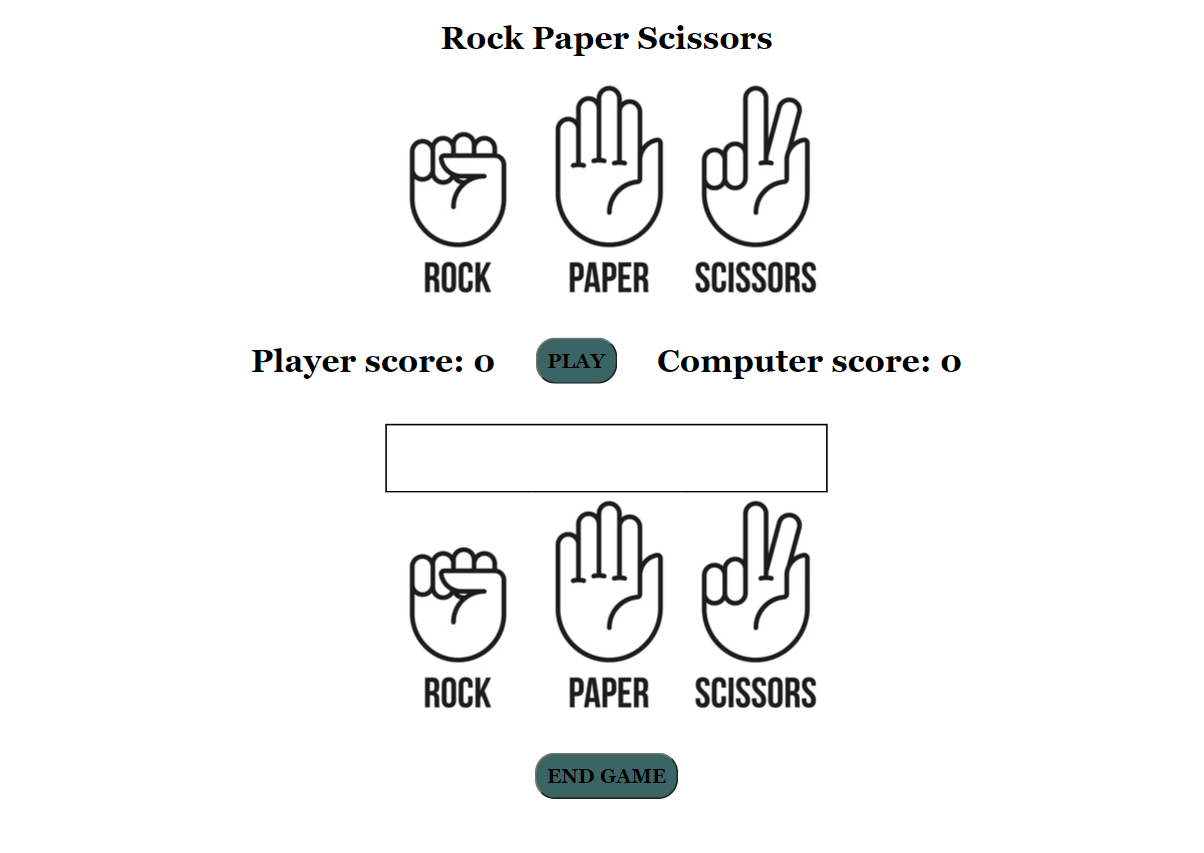 Rock Paper Scissors
ROCK PAPER SCISSORS
Player score: 0 PLAY Computer score: 0
ROCK PAPER SCISSORS
END GAME